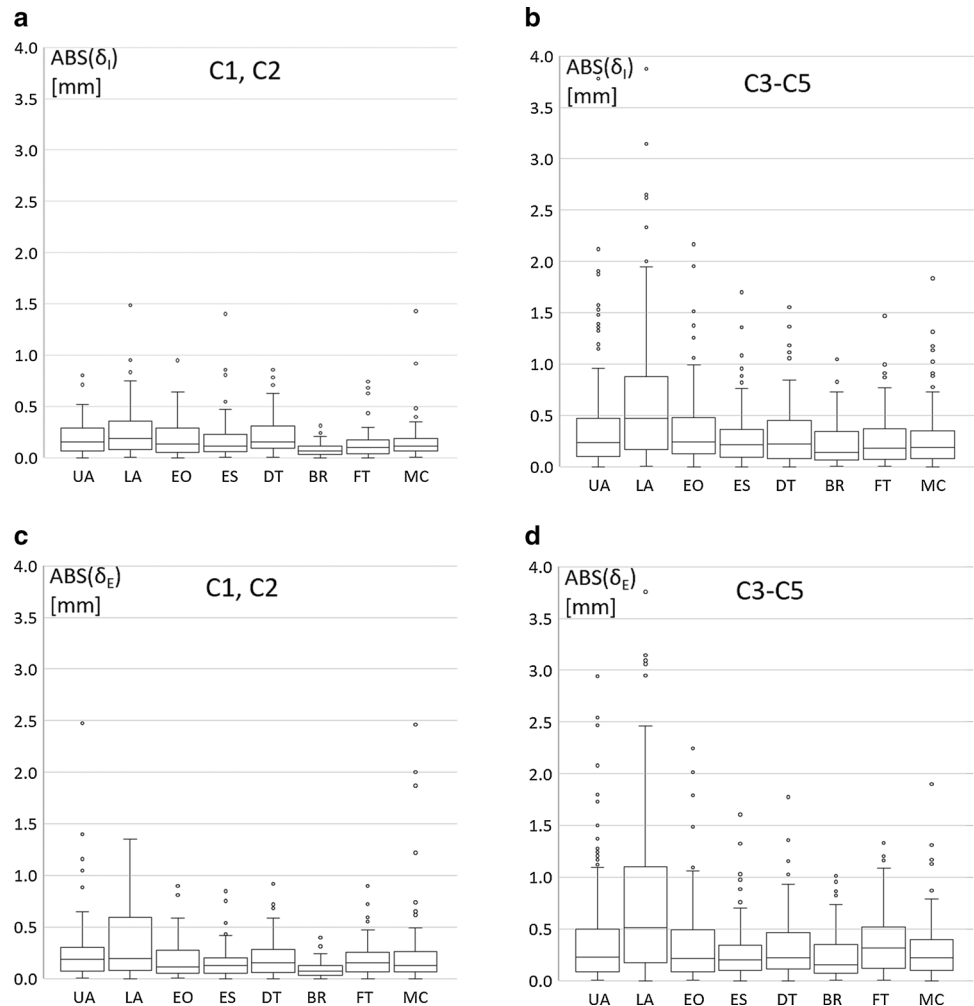 a
ABS(δI)
[mm]
C1, C2
4.0
3.5
3.0
2.5
2.0
1.5
1.0
0.5
0.0
UA LA EO ES DT BR FT MC
b
ABS(δI)
[mm]
C3-C5
4.0
3.5
3.0
2.5
2.0
1.5
1.0
0.5
0.0
UA LA EO ES DT BR FT MC
c
ABS(δE)
[mm]
C1, C2
4.0
3.5
3.0
2.5
2.0
1.5
1.0
0.5
0.0
UA LA EO ES DT BR FT MC
d
ABS(δE)
[mm]
C3-C5
4.0
3.5
3.0
2.5
2.0
1.5
1.0
0.5
0.0
UA LA EO ES DT BR FT MC